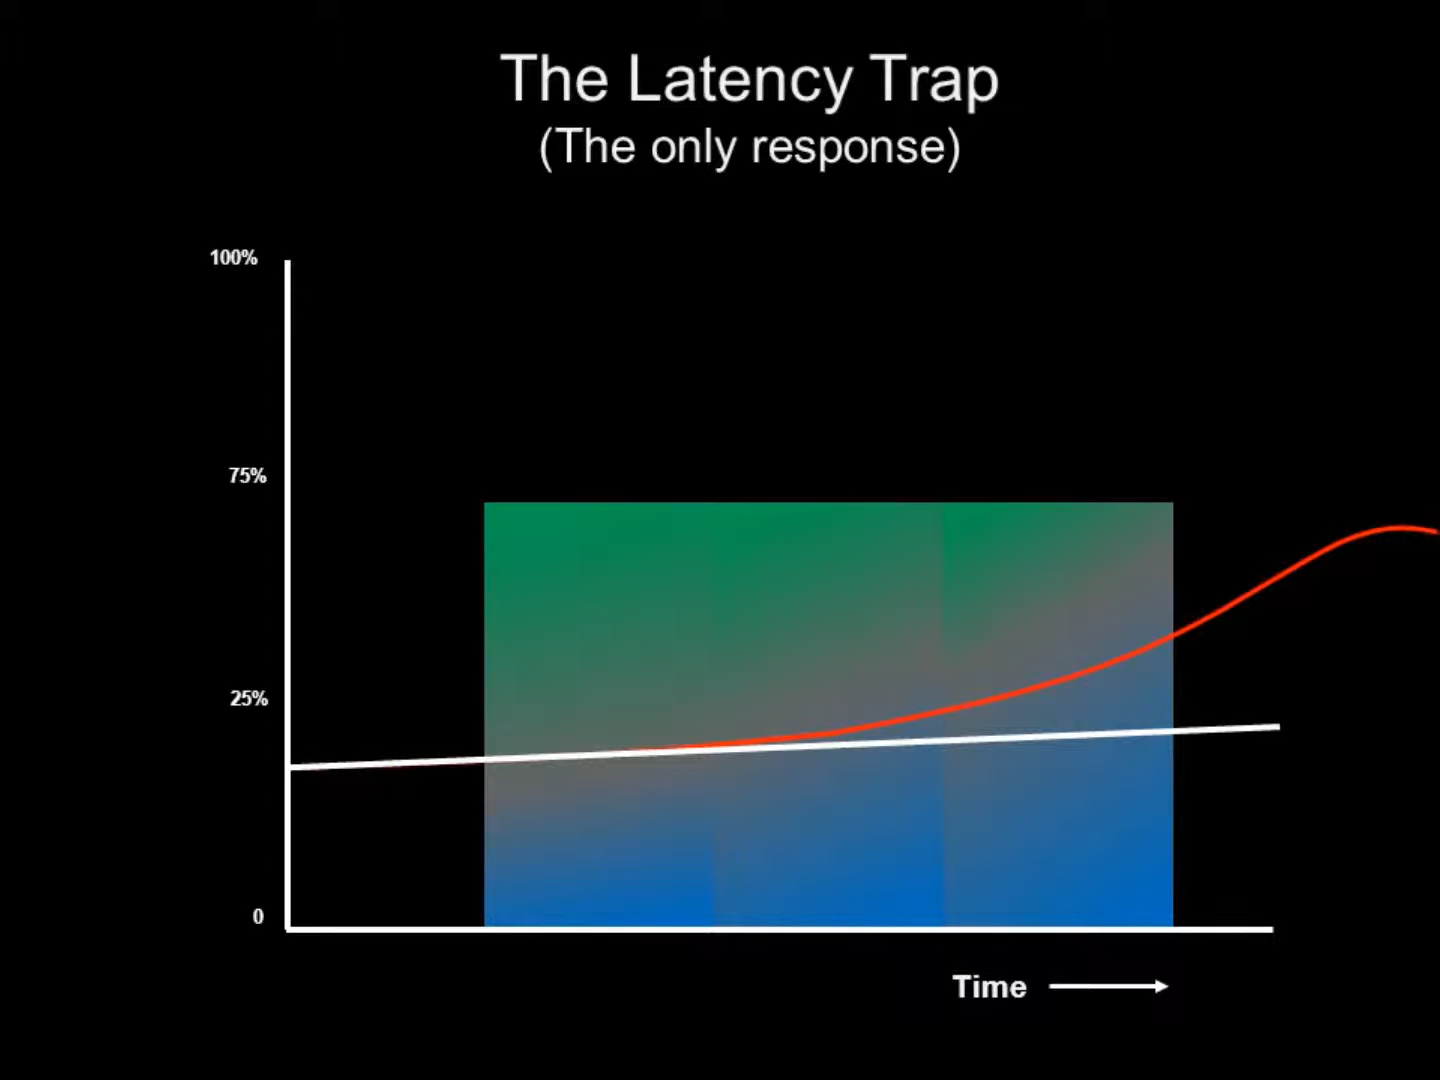 The Latency Trap
(The only response)
100%
75%
25%
0
Time